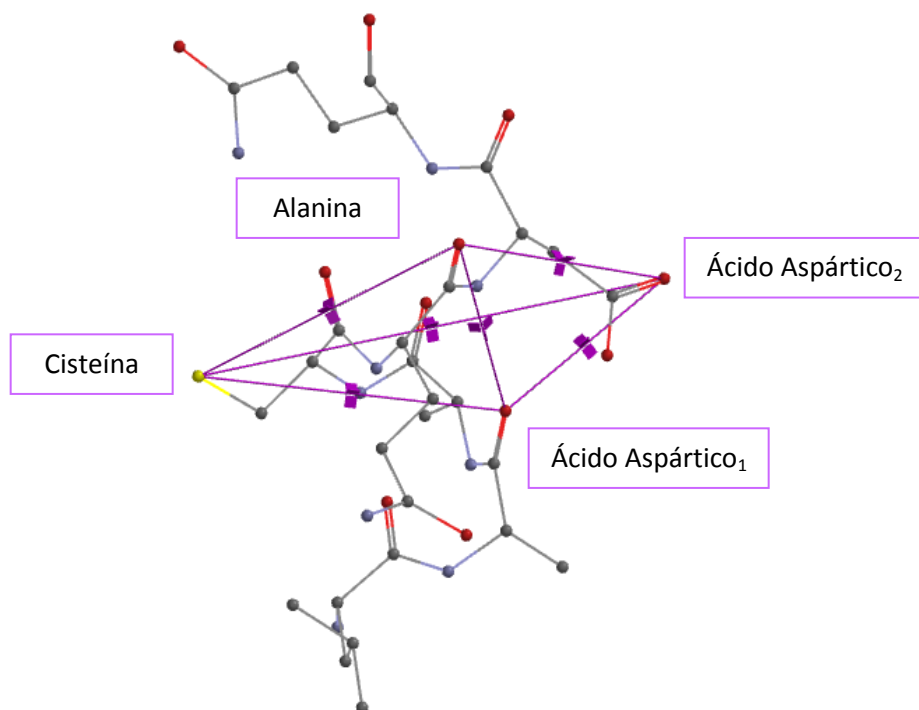 Alanina
Ácido Aspártico₂
Cisteína
Ácido Aspártico₁